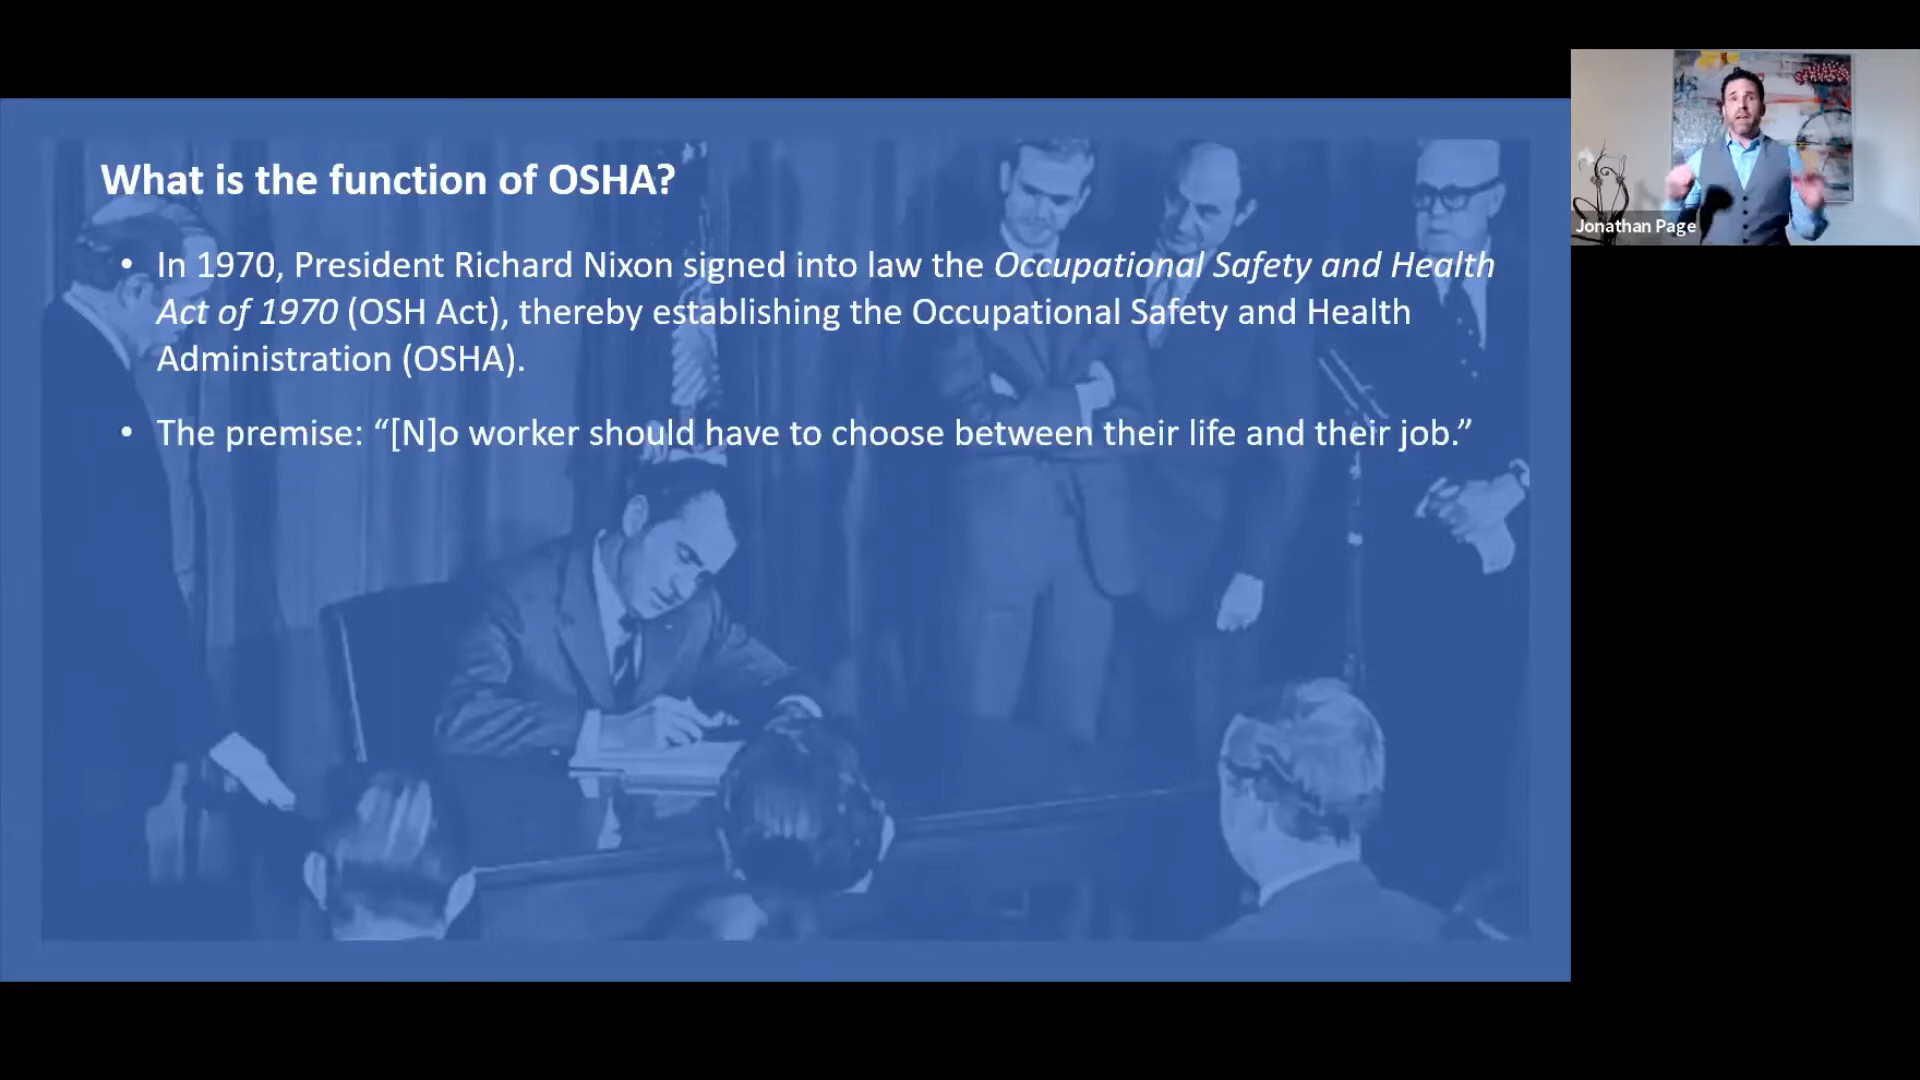 What is the function of OSHA?
• In 1970, President Richard Nixon signed into law the Occupational Safety and Health
Act of 1970 (OSH Act), thereby establishing the Occupational Safety and Health
Administration (OSHA).
• The premise: “[N]o worker should have to choose between their life and their job.”
Jonathan Page